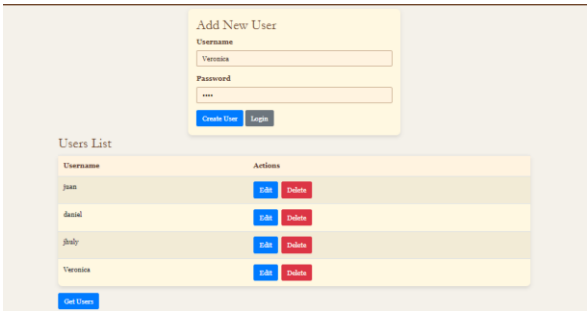 Add New User
Username
Veronica
Password
••••
Create User Login
Users List
Username Actions
juan Edit Delete
daniel Edit Delete
jbuly Edit Delete
Veronica Edit Delete
Get Users